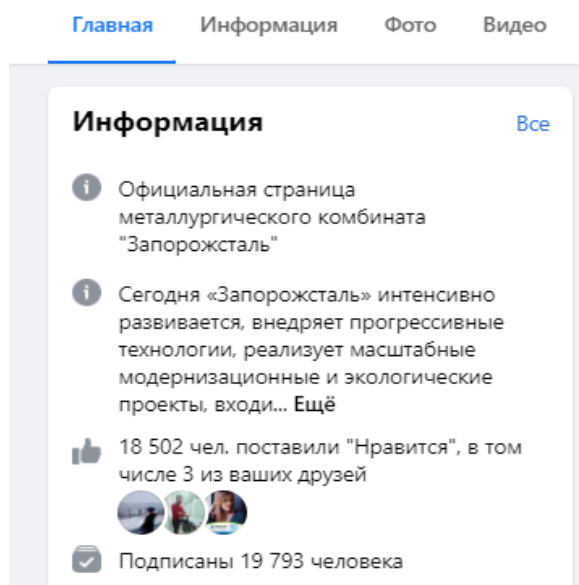 Главная Информация Фото Видео
Информация Все
Официальная страница
металлургического комбината
"Запорожсталь"
Сегодня «Запорожсталь» интенсивно
развивается, внедряет прогрессивные
технологии, реализует масштабные
модернизационные и экологические
проекты, входи... Ещё
18 502 чел. поставили "Нравится", в том
числе 3 из ваших друзей
Подписаны 19 793 человека